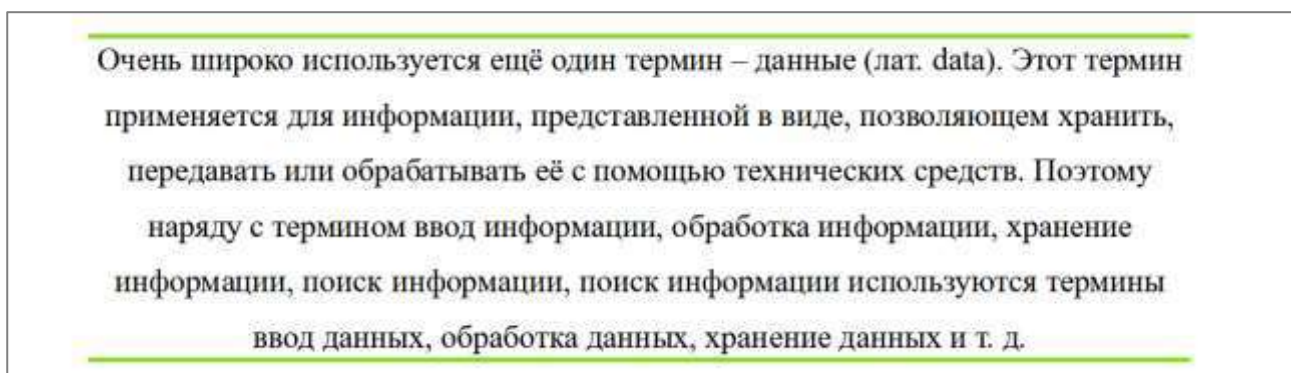 Очень широко используется ещё один термин – данные (лат. data). Этот термин
применяется для информации, представленной в виде, позволяющем хранить,
передавать или обрабатывать её с помощью технических средств. Поэтому
наряду с термином ввод информации, обработка информации, хранение
информации, поиск информации, поиск информации используются термины
ввод данных, обработка данных, хранение данных и т. д.